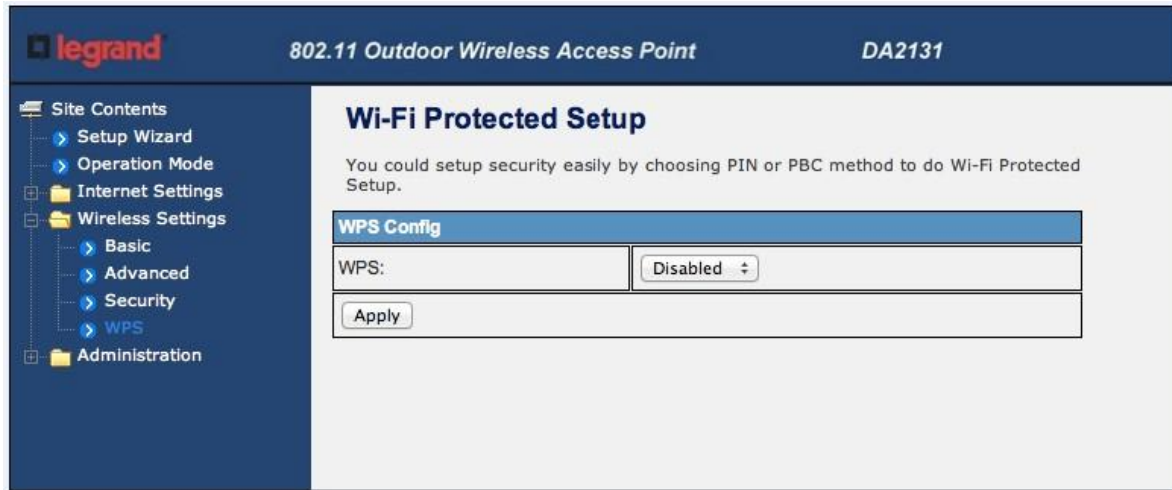 legrand
802.11 Outdoor Wireless Access Point
DA2131
Site Contents
Setup Wizard
Operation Mode
Internet Settings
Wireless Settings
Basic
Advanced
Security
WPS
Administration
Wi-Fi Protected Setup
You could setup security easily by choosing PIN or PBC method to do Wi-Fi Protected
Setup.
WPS Config
WPS:
Disabled
Apply